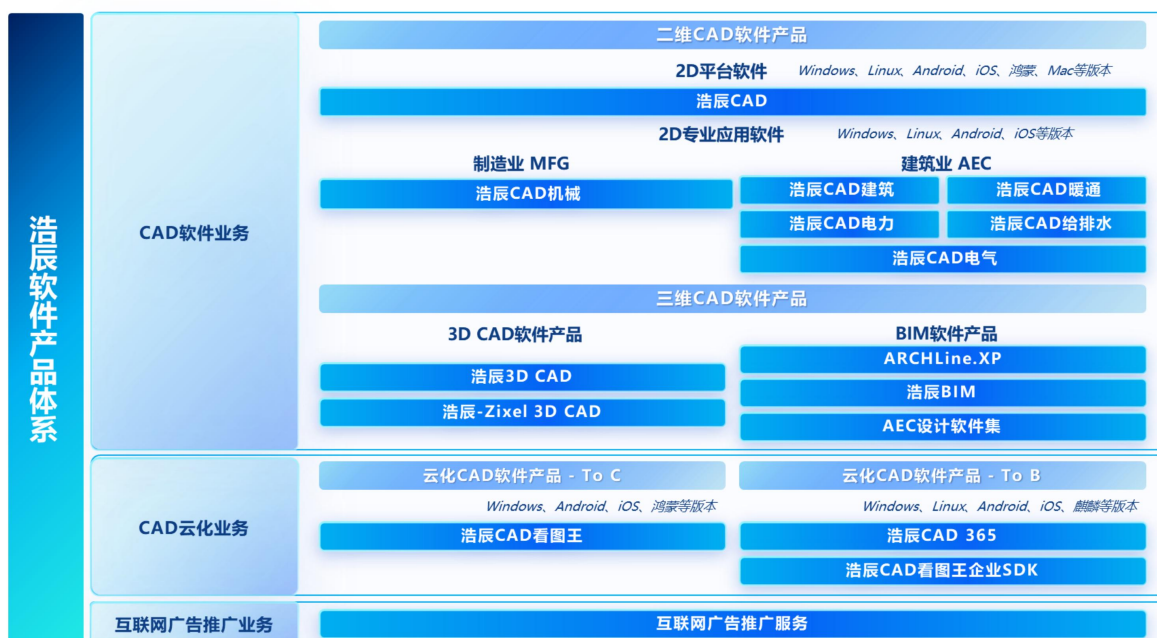 浩辰软件产品体系
CAD软件业务
二维CAD软件产品
2D平台软件 Windows、Linux、Android、iOS、鸿蒙、Mac等版本
浩辰CAD
2D专业应用软件 Windows、Linux、Android、iOS等版本
制造业 MFG
浩辰CAD机械
建筑业 AEC
浩辰CAD建筑 浩辰CAD暖通
浩辰CAD电力 浩辰CAD给排水
浩辰CAD电气
三维CAD软件产品
3D CAD软件产品
浩辰3D CAD
浩辰-Zixel 3D CAD
BIM软件产品
ARCHLine.XP
浩辰BIM
AEC设计软件集
CAD云化业务
云化CAD软件产品 - To C
Windows、Android、iOS、鸿蒙等版本
浩辰CAD看图王
云化CAD软件产品 - To B
Windows、Linux、Android、iOS、麒麟等版本
浩辰CAD 365
浩辰CAD看图王企业SDK
互联网广告推广业务
互联网广告推广服务